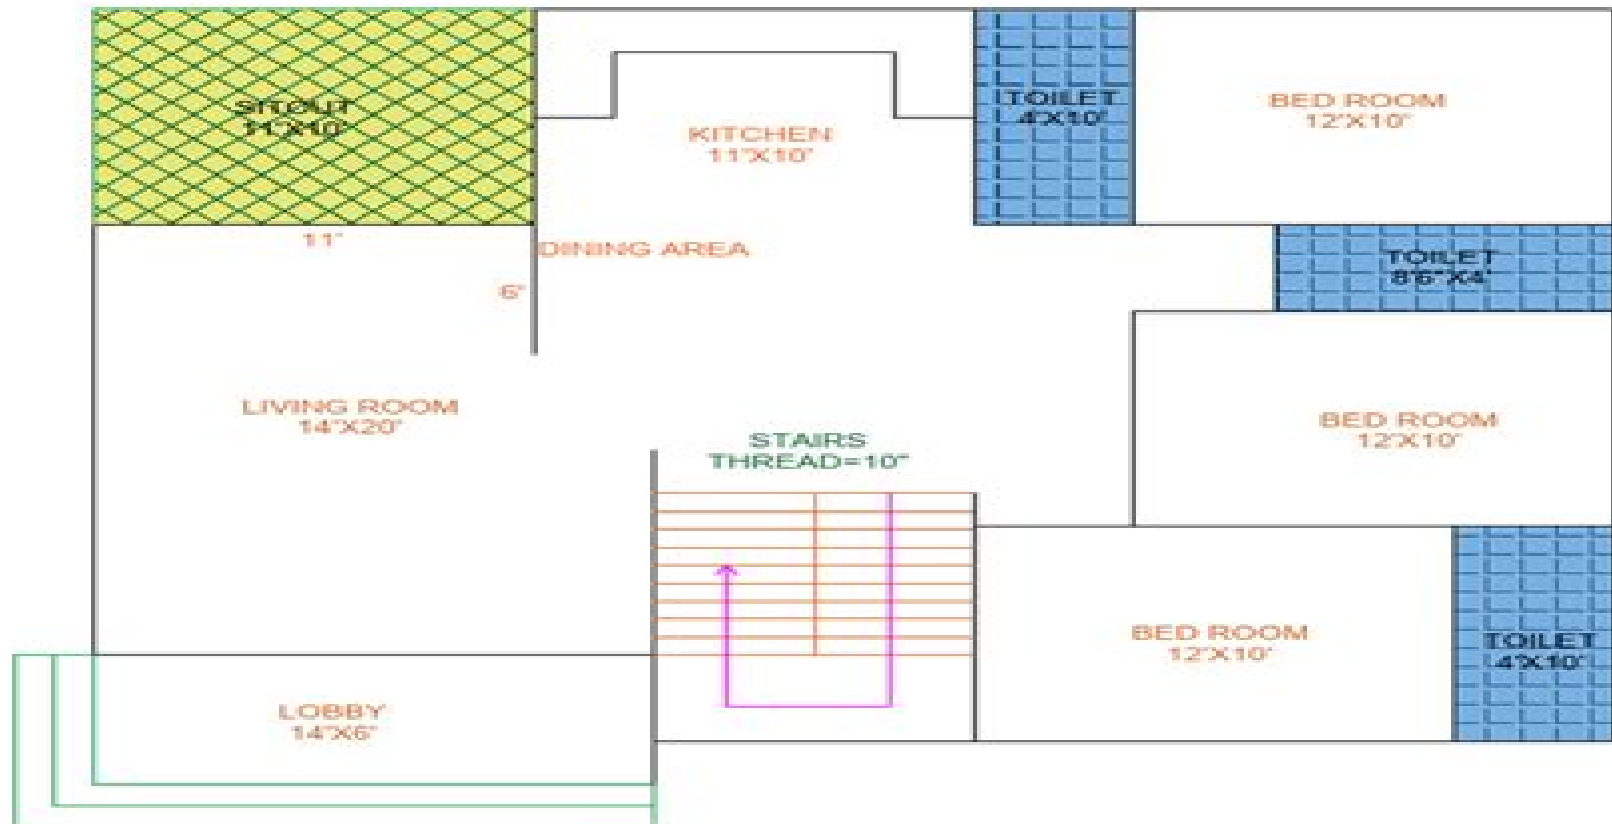 SITOUT
11'X10'
KITCHEN
11'X10'
TOILET
4'X10'
BED ROOM
12'X10'
11'
DINING AREA
6'
TOILET
8'6"X4'
LIVING ROOM
14'X20'
STAIRS
THREAD=10"
BED ROOM
12'X10'
LOBBY
14'X6'
BED ROOM
12'X10'
TOILET
4'X10'